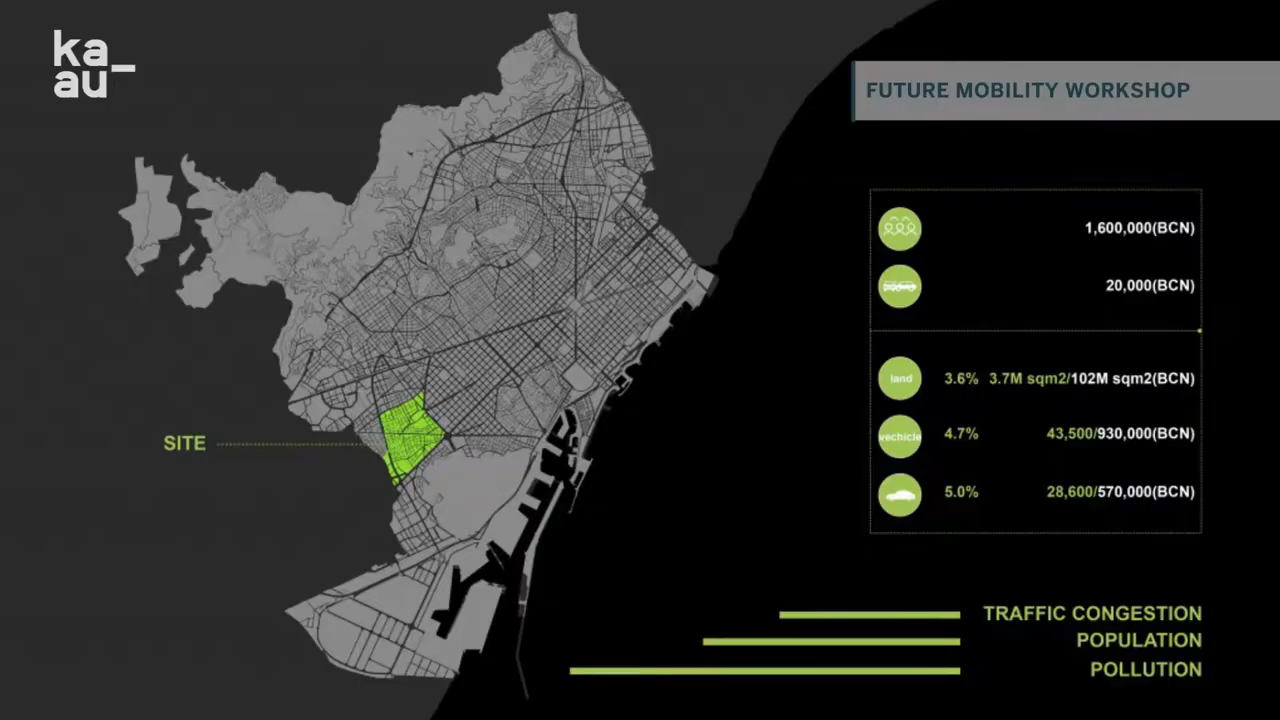 ka
au_
FUTURE MOBILITY WORKSHOP
1,600,000(BCN)
20,000(BCN)
land 3.6% 3.7M sqm2/102M sqm2(BCN)
vechicle 4.7% 43,500/930,000(BCN)
5.0% 28,600/570,000(BCN)
SITE
TRAFFIC CONGESTION
POPULATION
POLLUTION